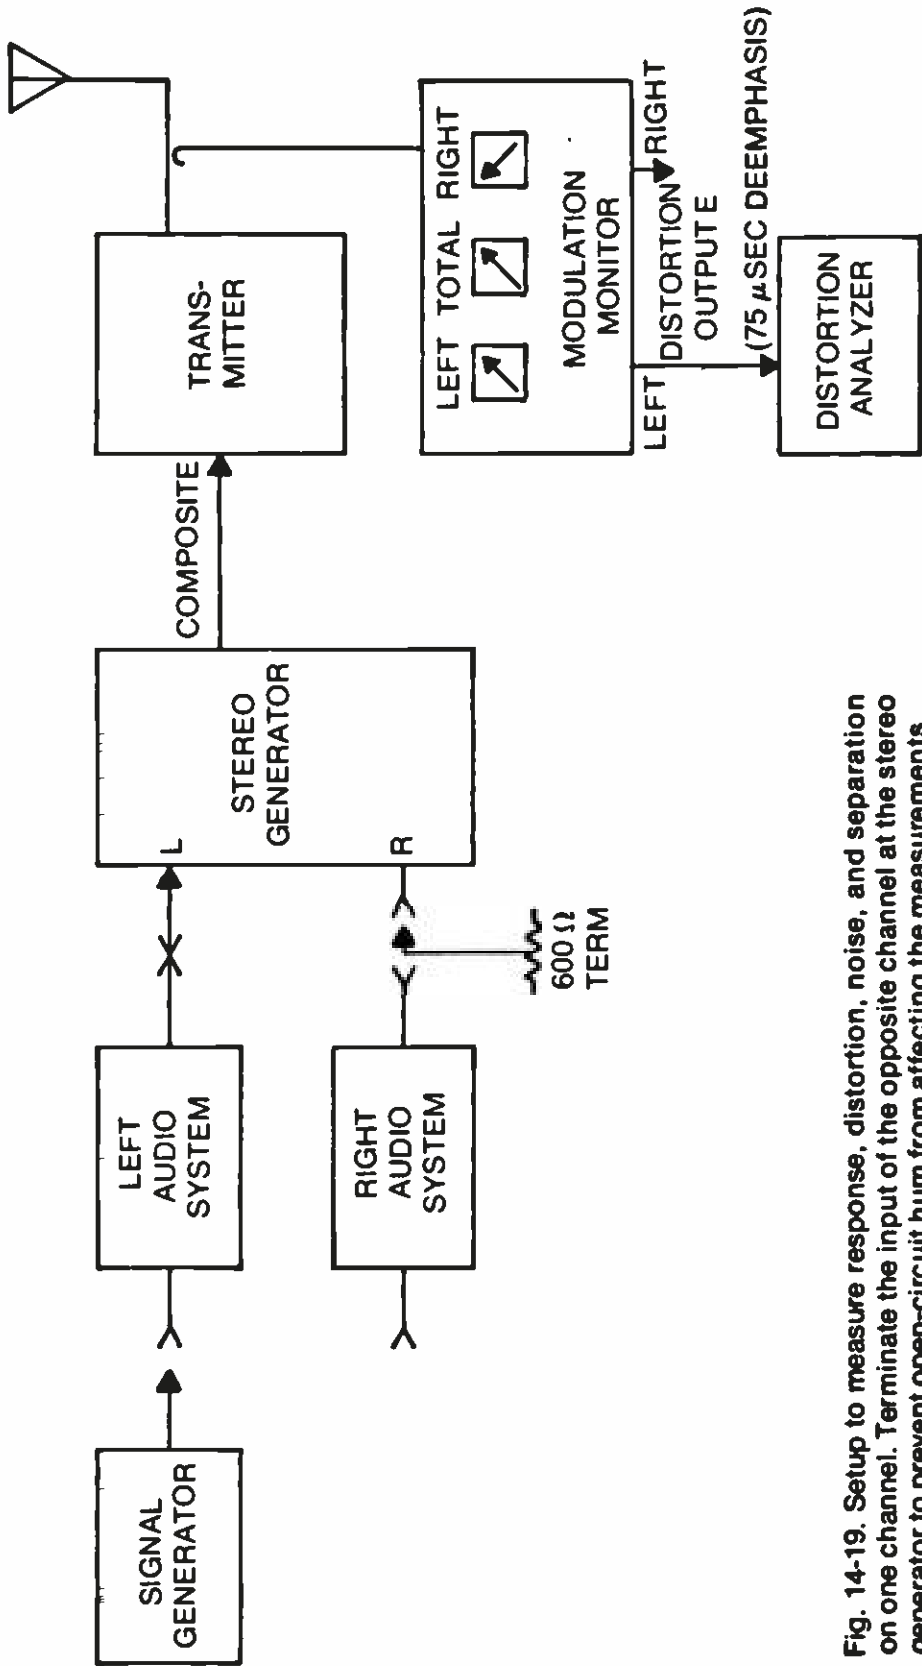 SIGNAL
GENERATOR
LEFT
AUDIO
SYSTEM
RIGHT
AUDIO
SYSTEM
600 Ω
TERM
L
R
STEREO
GENERATOR
COMPOSITE
TRANS-
MITTER
LEFT TOTAL RIGHT
MODULATION
MONITOR
LEFT
RIGHT
DISTORTION
OUTPUTE
(75 μSEC DEEMPHASIS)
DISTORTION
ANALYZER
Fig. 14-19. Setup to measure response, distortion, noise, and separation
on one channel. Terminate the input of the opposite channel at the stereo
generator to prevent open-circuit hum from affecting the measurements